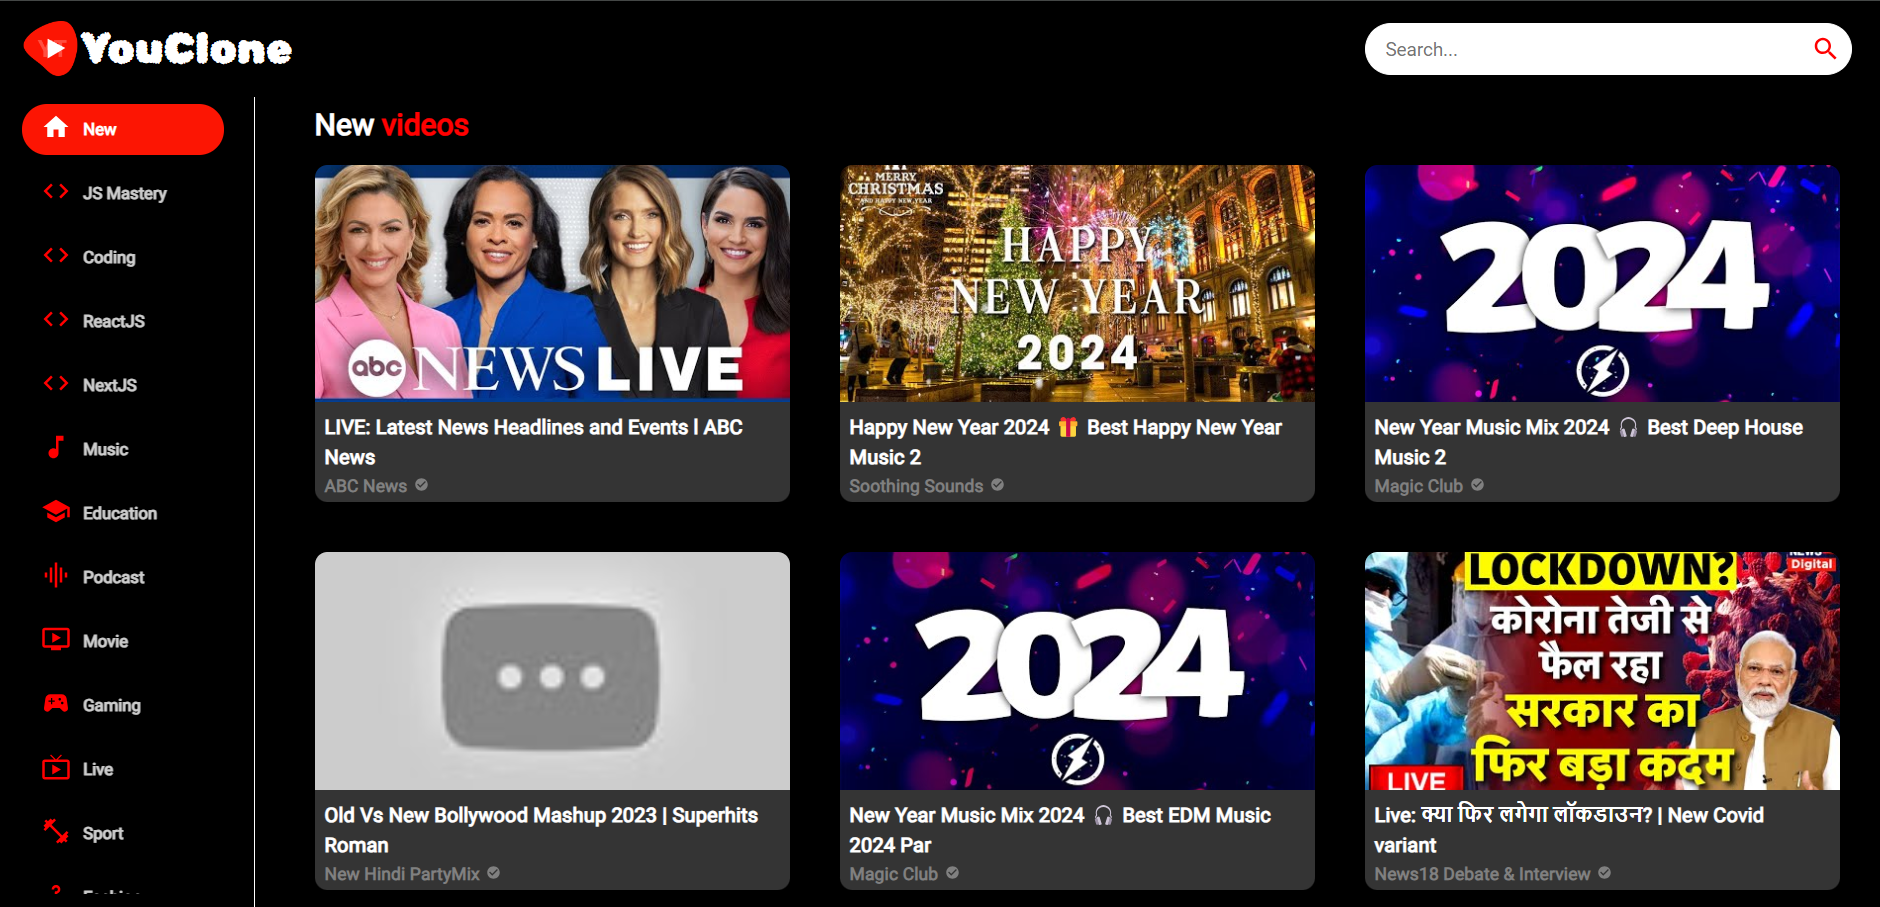 YouClone
Search...
New
JS Mastery
Coding
ReactJS
NextJS
Music
Education
Podcast
Movie
Gaming
Live
Sport
New videos
abc NEWS LIVE
LIVE: Latest News Headlines and Events l ABC
News
ABC News
MERRY
CHRISTMAS
AND HAPPY NEW YEAR
HAPPY
NEW YEAR
2024
Happy New Year 2024 🎁 Best Happy New Year
Music 2
Soothing Sounds
2024
New Year Music Mix 2024 🎧 Best Deep House
Music 2
Magic Club
Old Vs New Bollywood Mashup 2023 | Superhits
Roman
New Hindi PartyMix
2024
New Year Music Mix 2024 🎧 Best EDM Music
2024 Par
Magic Club
NEWS
Digital
LOCKDOWN?
कोरोना तेजी से
फैल रहा
सरकार का
फिर बड़ा कदम
LIVE
Live: क्या फिर लगेगा लॉकडाउन? | New Covid
variant
News18 Debate & Interview